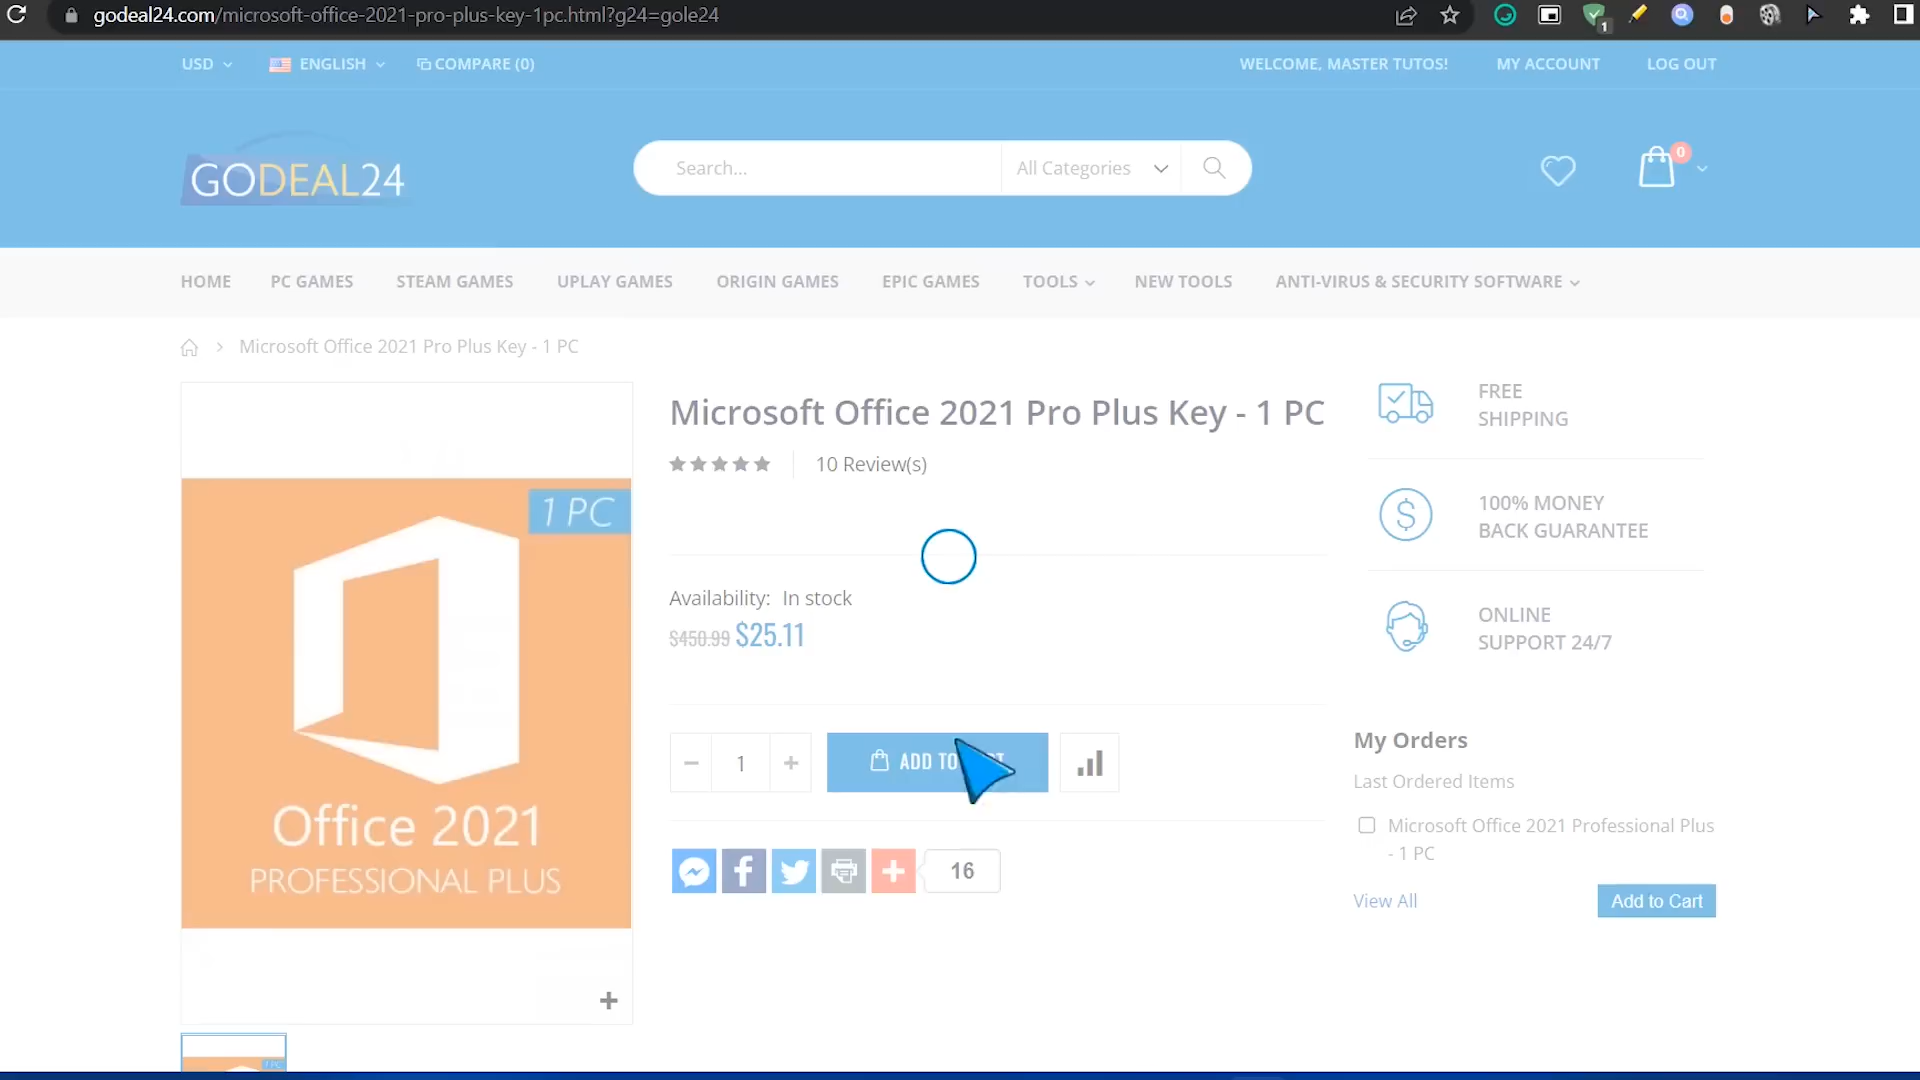 godeal24.com/microsoft-office-2021-pro-plus-key-1pc.html?g24=gole24
1
USD ENGLISH COMPARE (0) WELCOME, MASTER TUTOS! MY ACCOUNT LOG OUT
GODEAL24 Search... All Categories 0
HOME PC GAMES STEAM GAMES UPLAY GAMES ORIGIN GAMES EPIC GAMES TOOLS NEW TOOLS ANTI-VIRUS & SECURITY SOFTWARE
Microsoft Office 2021 Pro Plus Key - 1 PC
1 PC
Office 2021
PROFESSIONAL PLUS
+
Microsoft Office 2021 Pro Plus Key - 1 PC
10 Review(s)
Availability: In stock
$450.99 $25.11
− 1 + ADD TO
16
FREE
SHIPPING
100% MONEY
BACK GUARANTEE
ONLINE
SUPPORT 24/7
My Orders
Last Ordered Items
Microsoft Office 2021 Professional Plus
- 1 PC
View All Add to Cart